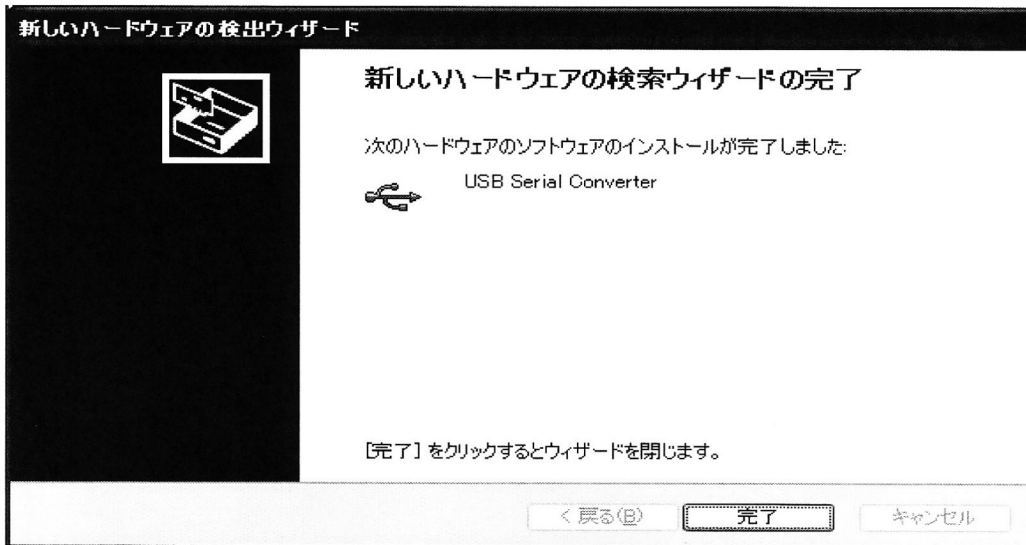 新しいハードウェアの検出ウィザード
新しいハードウェアの検索ウィザードの完了
次のハードウェアのソフトウェアのインストールが完了しました:
USB Serial Converter
[完了] をクリックするとウィザードを閉じます。
< 戻る(B)
完了
キャンセル